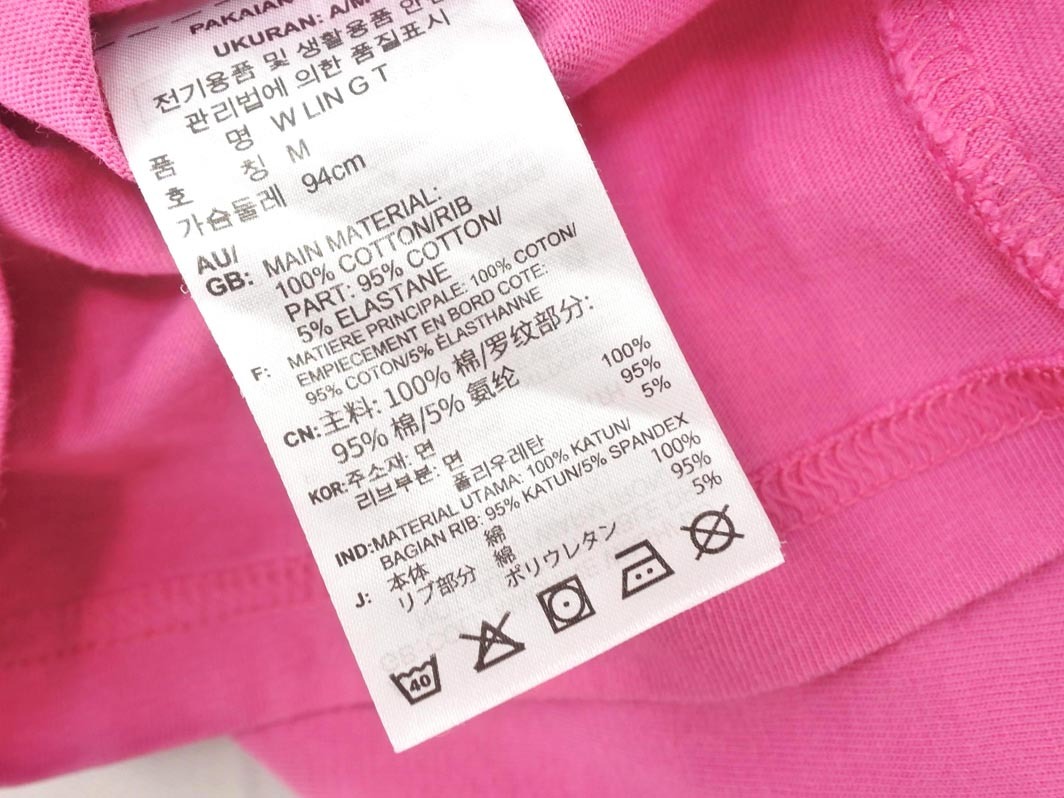 PAKAIAN
UKURAN: A/M
전기용품 및 생활용품 안전
관리법에 의한 품질표시
품 명 W LIN G T
호 칭 M
가슴둘레 94cm
AU/
GB: MAIN MATERIAL:
100% COTTON/RIB
PART: 95% COTTON/
5% ELASTANE
F: MATIERE PRINCIPALE: 100% COTON/
EMPIECEMENT EN BORD COTE:
95% COTON/5% ÉLASTHANNE
CN: 主料: 100% 棉/罗纹部分:
95% 棉/5% 氨纶
KOR: 주소재: 면 100%
리브부분: 면 95%
폴리우레탄 5%
IND: MATERIAL UTAMA: 100% KATUN/
BAGIAN RIB: 95% KATUN/5% SPANDEX
J: 本体 綿 100%
リブ部分 綿 95%
ポリウレタン 5%
40